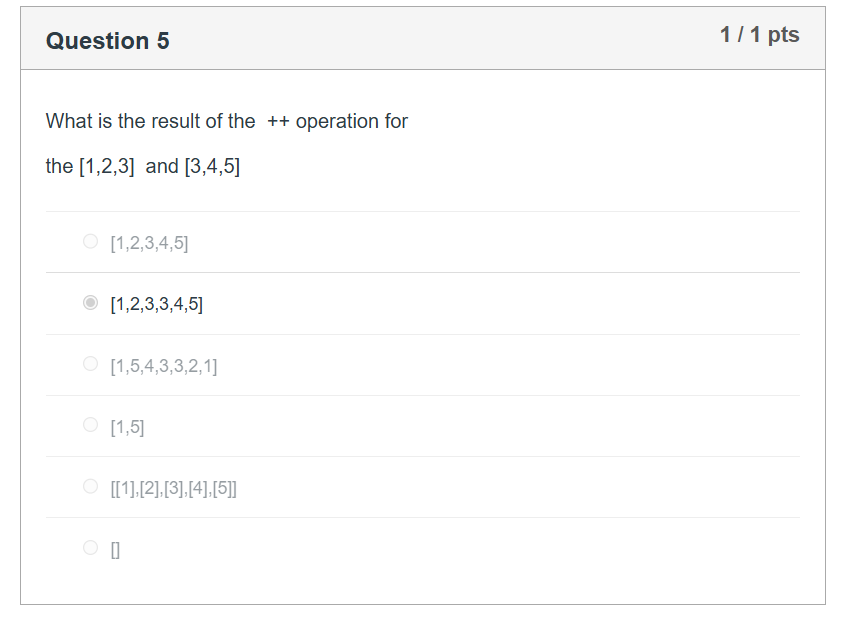 Question 5
1 / 1 pts
What is the result of the  ++ operation for
the [1,2,3]  and [3,4,5]
[1,2,3,4,5]
[1,2,3,3,4,5]
[1,5,4,3,3,2,1]
[1,5]
[[1],[2],[3],[4],[5]]
[]